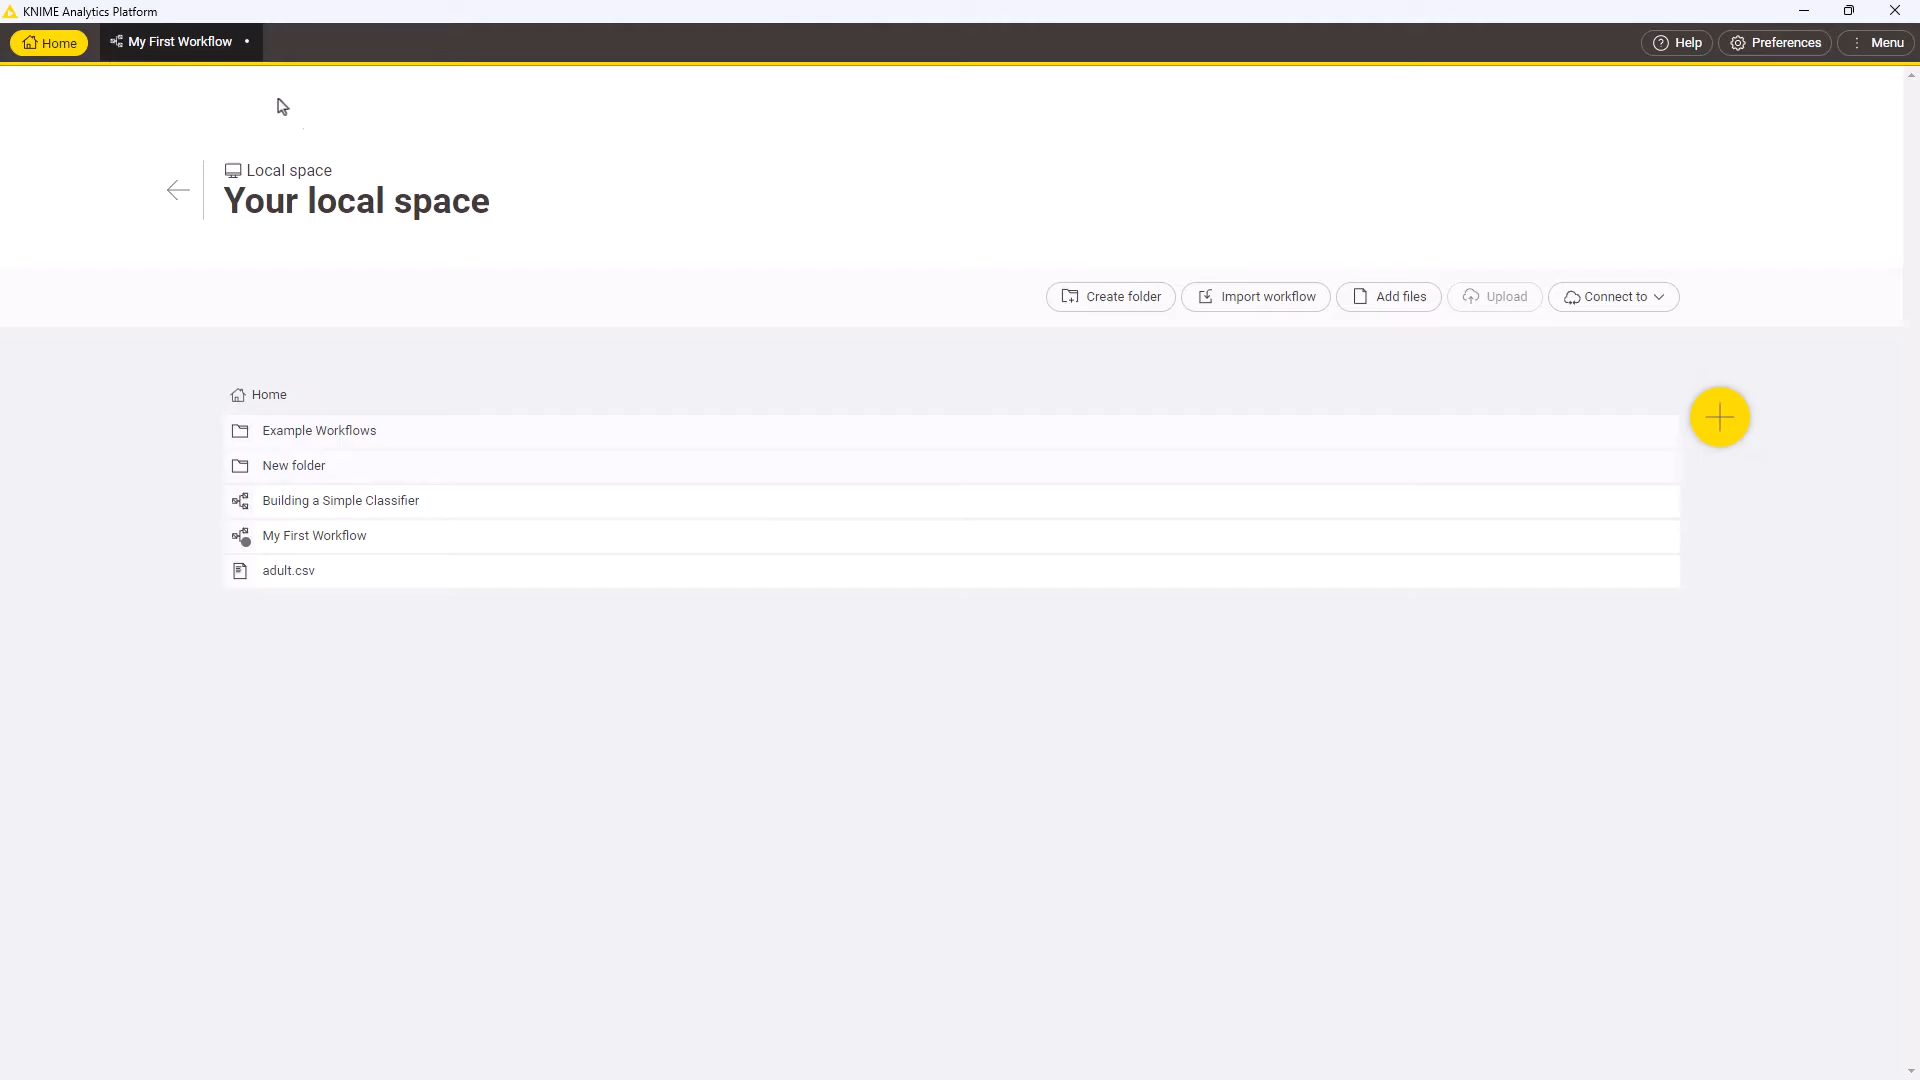 KNIME Analytics Platform
Home
My First Workflow
Help
Preferences
Menu
Local space
Your local space
Create folder
Import workflow
Add files
Upload
Connect to
Home
Example Workflows
New folder
Building a Simple Classifier
My First Workflow
adult.csv